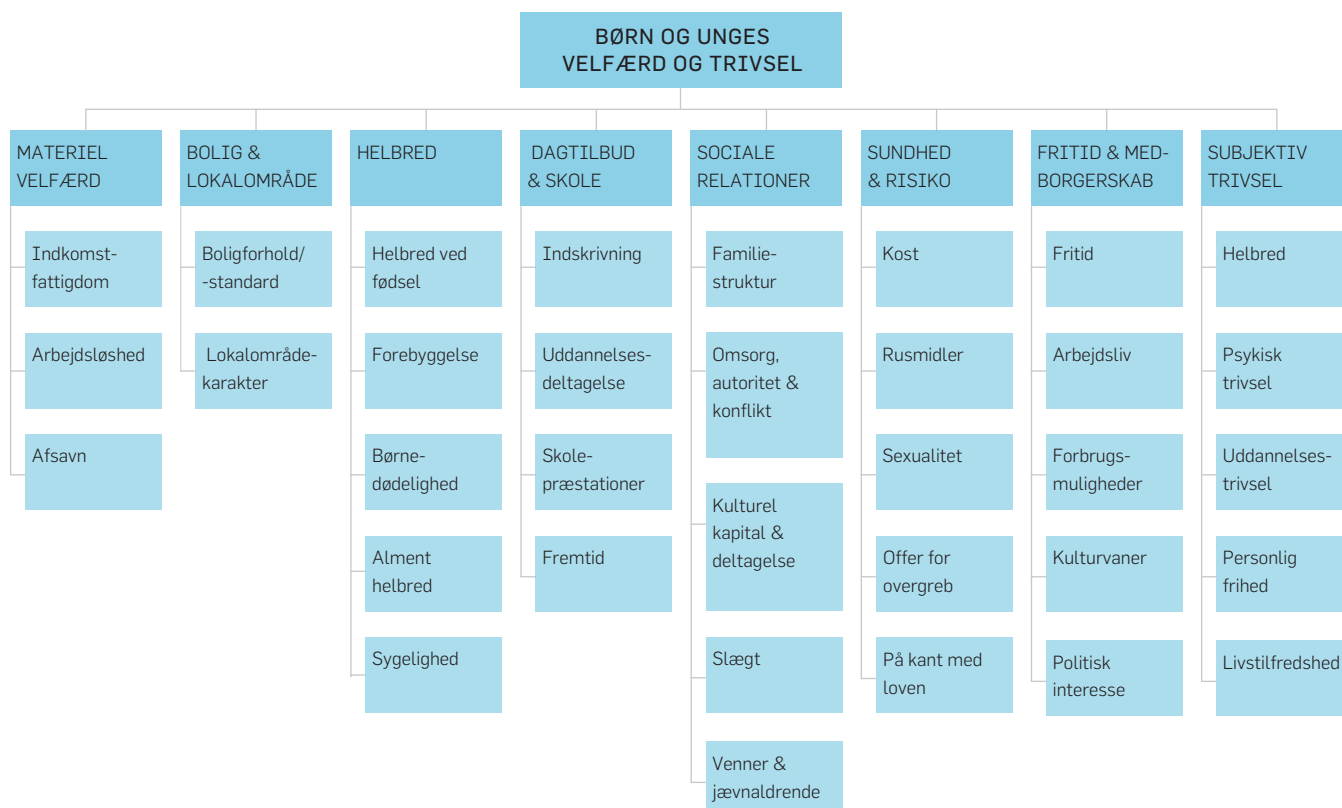 BØRN OG UNGES
VELFÆRD OG TRIVSEL
MATERIEL
VELFÆRD
Indkomst-
fattigdom
Arbejdsløshed
Afsavn
BOLIG &
LOKALOMRÅDE
Boligforhold/
-standard
Lokalområde-
karakter
HELBRED
Helbred ved
fødsel
Forebyggelse
Børne-
dødelighed
Alment
helbred
Sygelighed
DAGTILBUD
& SKOLE
Indskrivning
Uddannelses-
deltagelse
Skole-
præstationer
Fremtid
SOCIALE
RELATIONER
Familie-
struktur
Omsorg,
autoritet &
konflikt
Kulturel
kapital &
deltagelse
Slægt
Venner &
jævnaldrende
SUNDHED
& RISIKO
Kost
Rusmidler
Sexualitet
Offer for
overgreb
På kant med
loven
FRITID & MED-
BORGERSKAB
Fritid
Arbejdsliv
Forbrugs-
muligheder
Kulturvaner
Politisk
interesse
SUBJEKTIV
TRIVSEL
Helbred
Psykisk
trivsel
Uddannelses-
trivsel
Personlig
frihed
Livstilfredshed